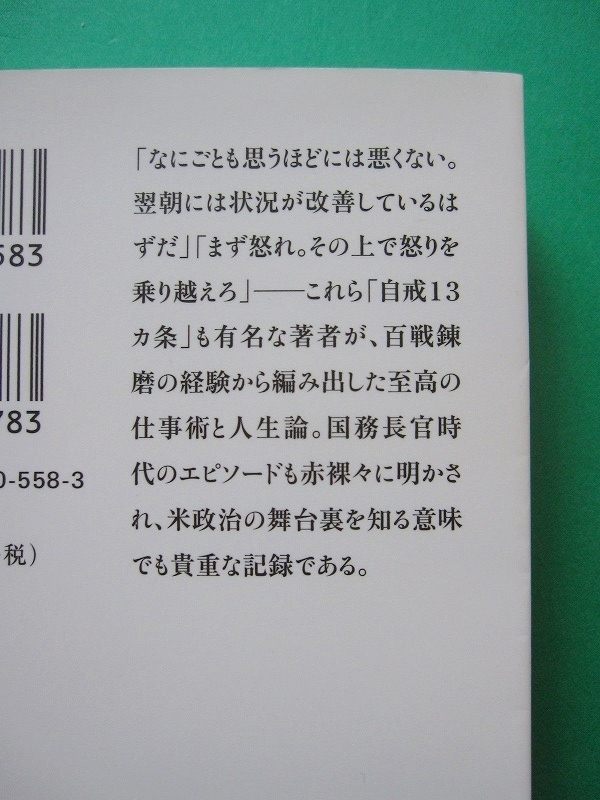 「なにごとも思うほどには悪くない。
翌朝には状況が改善しているは
ずだ」「まず怒れ。その上で怒りを
乗り越えろ」――これら「自戒13
カ条」も有名な著者が、百戦錬
磨の経験から編み出した至高の
仕事術と人生論。国務長官時
代のエピソードも赤裸々に明かさ
れ、米政治の舞台裏を知る意味
でも貴重な記録である。
583
783
0-558-3
税)